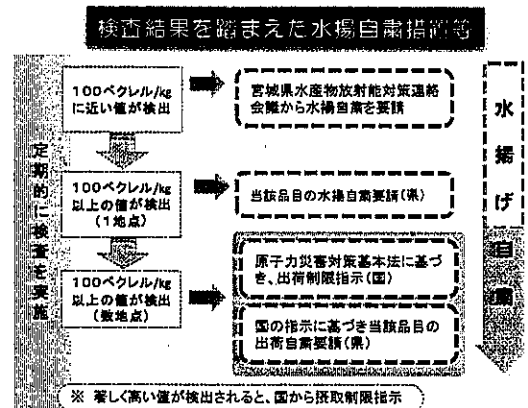 検査結果を踏まえた水揚自粛措置等
100ベクレル/kg
に近い値が検出
宮城県水産物放射能対策連絡
会議から水揚自粛を要請
100ベクレル/kg
以上の値が検出
(1地点)
当該品目の水揚自粛要請(県)
100ベクレル/kg
以上の値が検出
(数地点)
原子力災害対策基本法に基づ
き、出荷制限指示(国)
国の指示に基づき当該品目の
出荷自粛要請(県)
定期的に検査を実施
水揚げ自粛
※ 著しく高い値が検出されると、国から摂取制限指示